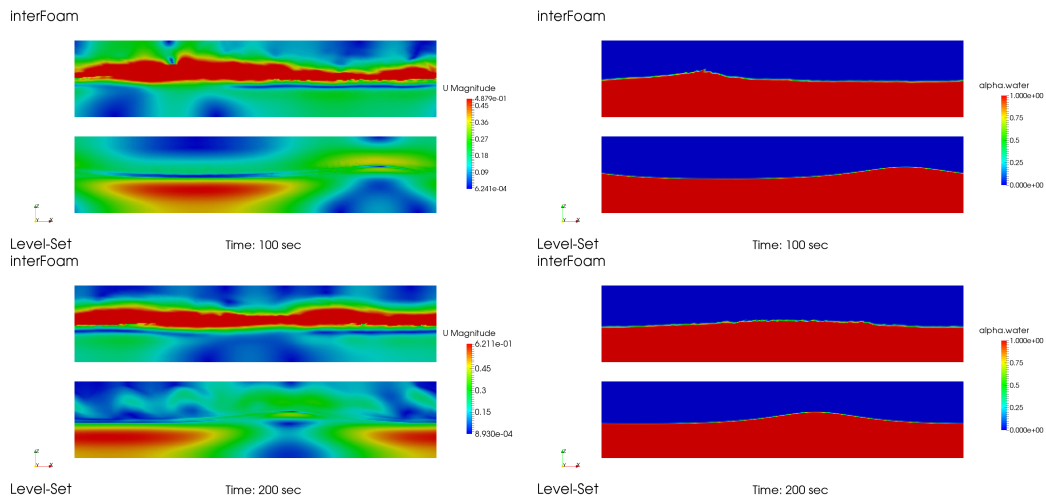 interFoam
interFoam
U Magnitude
4.879e-01
0.45
0.36
0.27
0.18
0.09
6.241e-04
alpha.water
1.000e+00
0.75
0.5
0.25
0.000e+00
Z
Y X
Z
Y X
Level-Set
Time: 100 sec
Level-Set
Time: 100 sec
interFoam
interFoam
U Magnitude
6.211e-01
0.45
0.3
0.15
8.930e-04
alpha.water
1.000e+00
0.75
0.5
0.25
0.000e+00
Z
Y X
Z
Y X
Level-Set
Time: 200 sec
Level-Set
Time: 200 sec